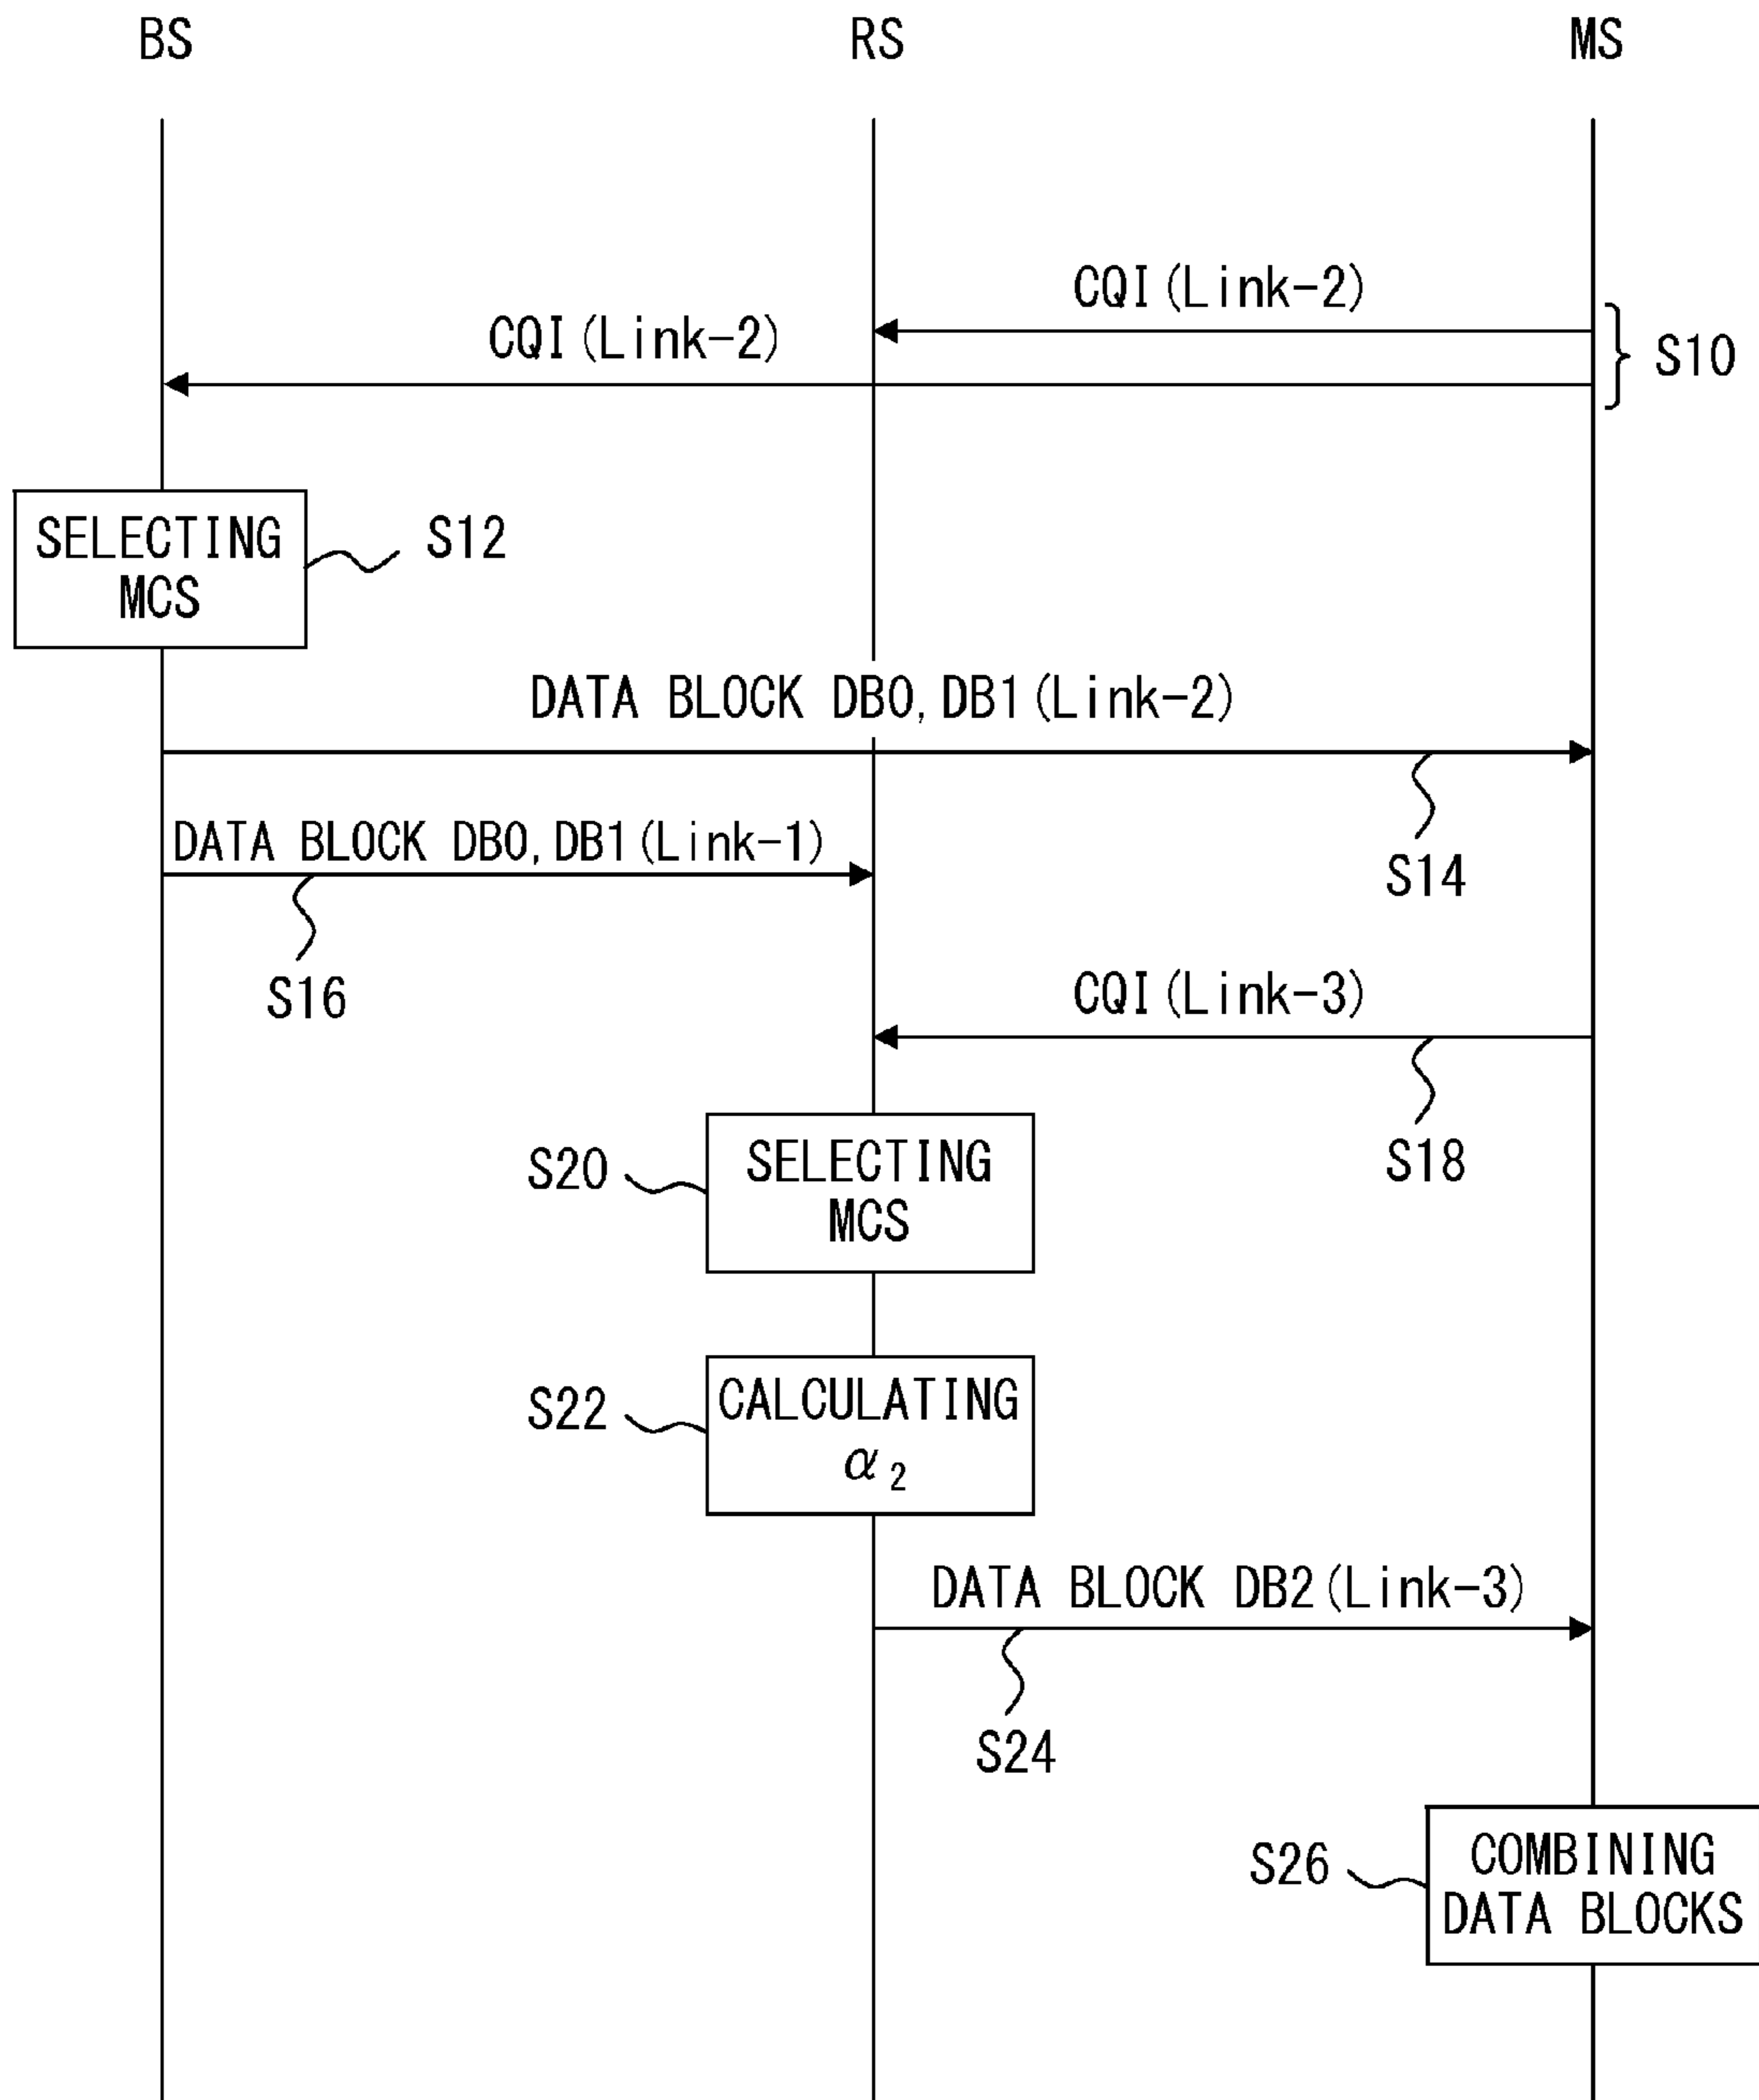 BS
RS
MS
CQI(Link-2)
CQI(Link-2)
S10
SELECTING
MCS
S12
DATA BLOCK DB0,DB1(Link-2)
S14
DATA BLOCK DB0,DB1(Link-1)
S16
CQI(Link-3)
S18
S20
SELECTING
MCS
S22
CALCULATING
α₂
DATA BLOCK DB2(Link-3)
S24
S26
COMBINING
DATA BLOCKS